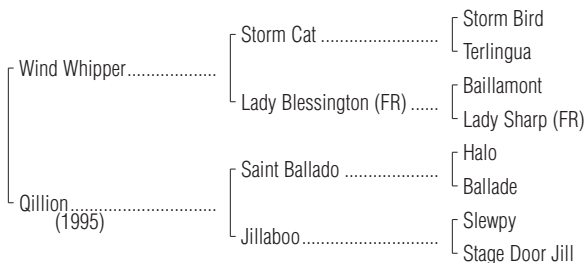 Storm Bird
Storm Cat ..........................
Terlingua
Wind Whipper....................
Baillamont
Lady Blessington (FR) ......
Lady Sharp (FR)
Halo
Saint Ballado .....................
Ballade
Qillion.................................
(1995)
Slewpy
Jillaboo..............................
Stage Door Jill